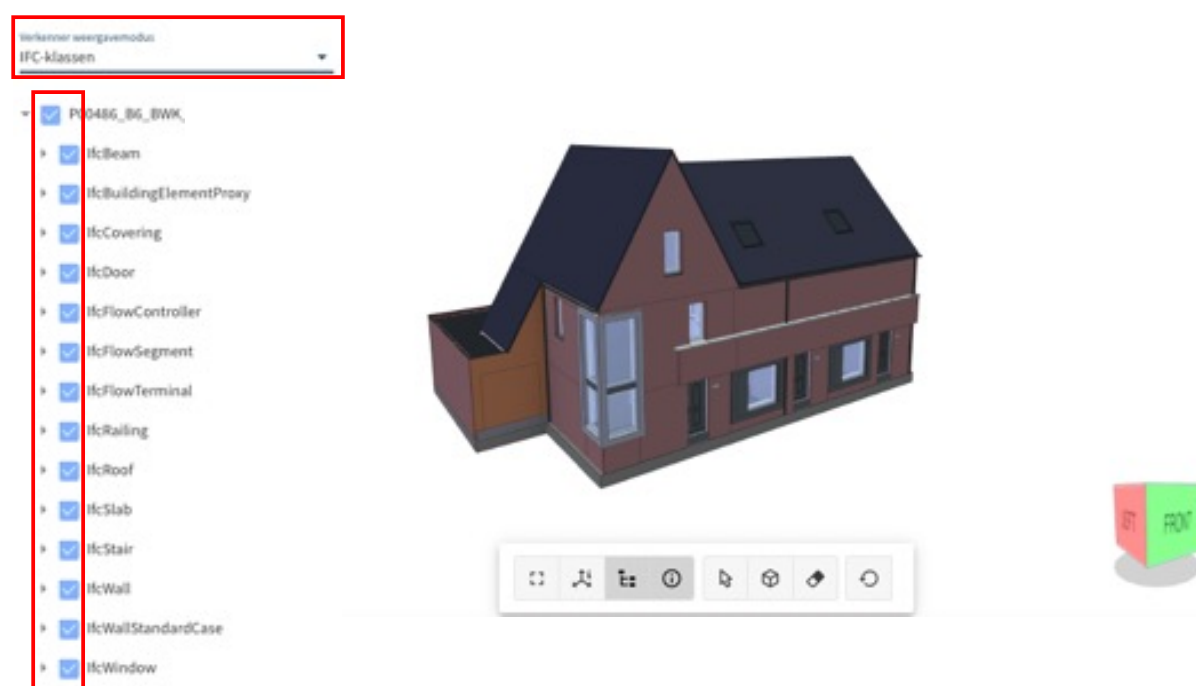 Verkenner weergavemodus
IFC-klassen
P00486_B6_BWK_
IfcBeam
IfcBuildingElementProxy
IfcCovering
IfcDoor
IfcFlowController
IfcFlowSegment
IfcFlowTerminal
IfcRailing
IfcRoof
IfcSlab
IfcStair
IfcWall
IfcWallStandardCase
IfcWindow
LEFT
FRONT